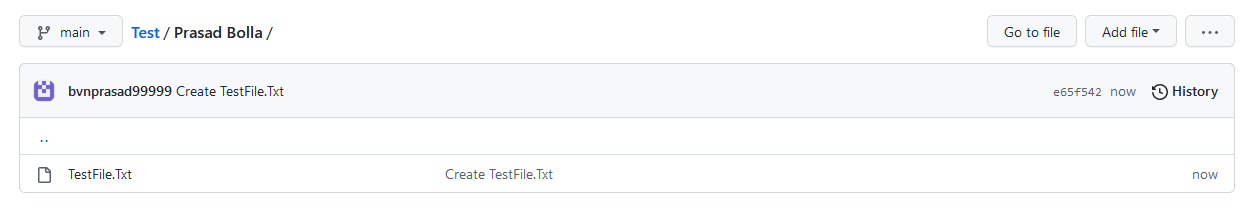 main Test / Prasad Bolla / Go to file Add file ...
bvnprasad99999 Create TestFile.Txt e65f542 now History
..
TestFile.Txt Create TestFile.Txt now